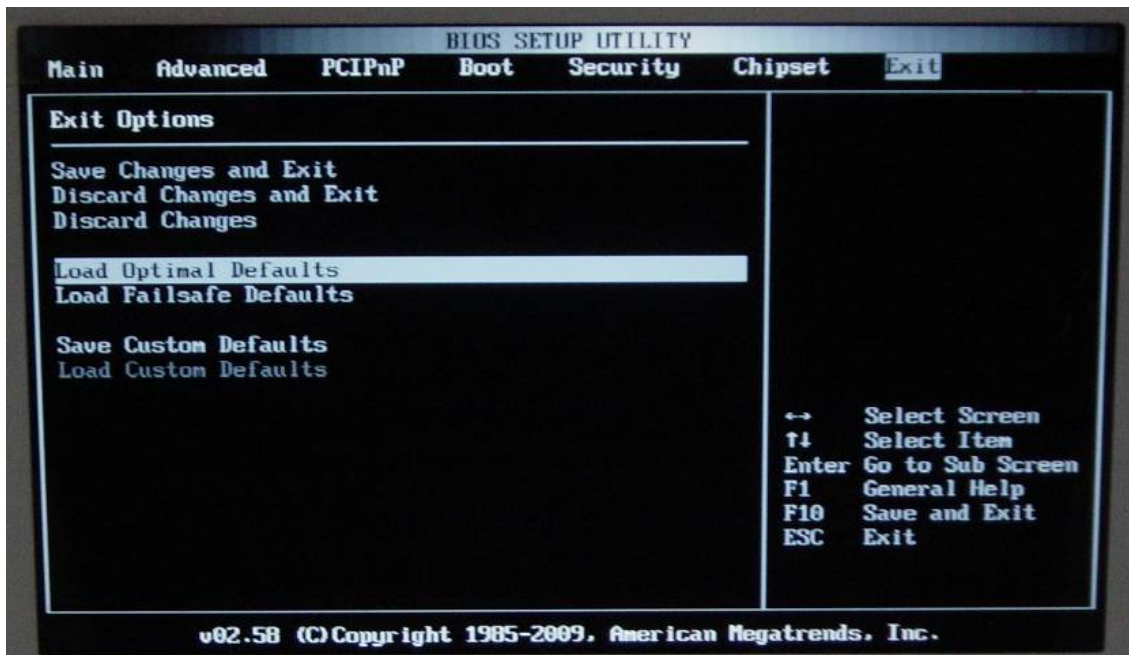 BIOS SETUP UTILITY
Main Advanced PCIPnP Boot Security Chipset Exit
Exit Options
Save Changes and Exit
Discard Changes and Exit
Discard Changes
Load Optimal Defaults
Load Failsafe Defaults
Save Custom Defaults
Load Custom Defaults
↔ Select Screen
↑↓ Select Item
Enter Go to Sub Screen
F1 General Help
F10 Save and Exit
ESC Exit
v02.58 (C)Copyright 1985-2009, American Megatrends, Inc.